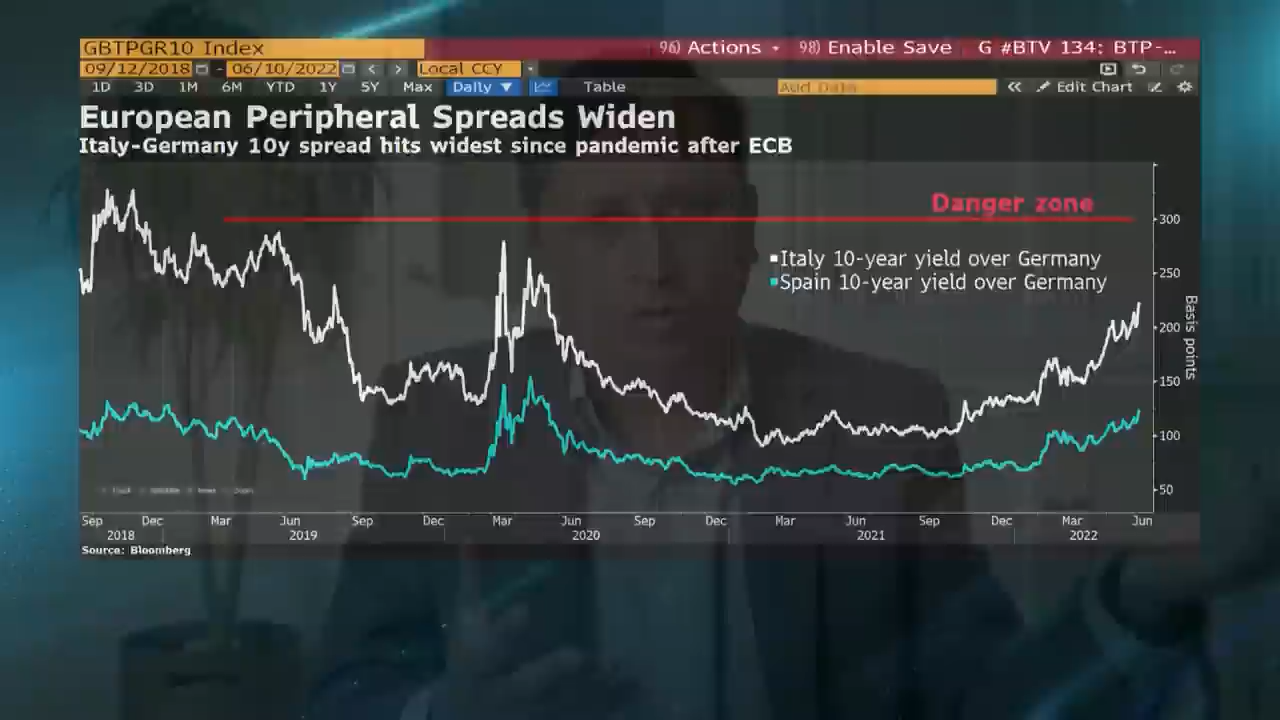 GBTPGR10 Index
96) Actions
98) Enable Save
G #BTV 134: BTP-...
09/12/2018 - 06/10/2022
Local CCY
1D 3D 1M 6M YTD 1Y 5Y Max Daily ▼ Table
Add Data
« Edit Chart
European Peripheral Spreads Widen
Italy-Germany 10y spread hits widest since pandemic after ECB
Danger zone
Italy 10-year yield over Germany
Spain 10-year yield over Germany
300
250
200
150
100
50
Basis points
Sep Dec Mar Jun Sep Dec Mar Jun Sep Dec Mar Jun Sep Dec Mar Jun
2018 2019 2020 2021 2022
Source: Bloomberg